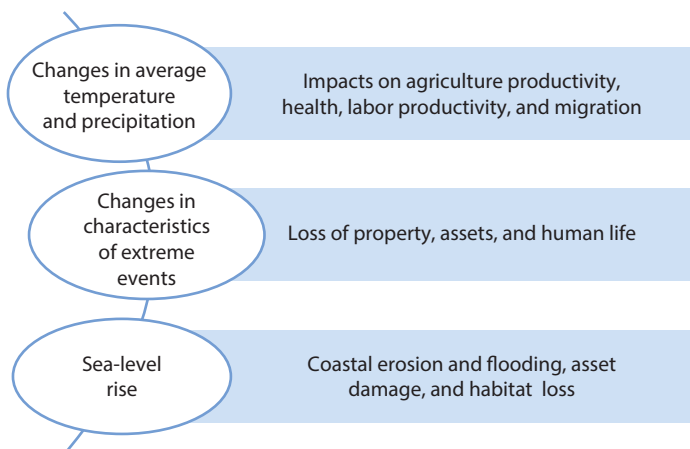 Changes in average
temperature
and precipitation
Impacts on agriculture productivity,
health, labor productivity, and migration
Changes in
characteristics
of extreme
events
Loss of property, assets, and human life
Sea-level
rise
Coastal erosion and flooding, asset
damage, and habitat loss